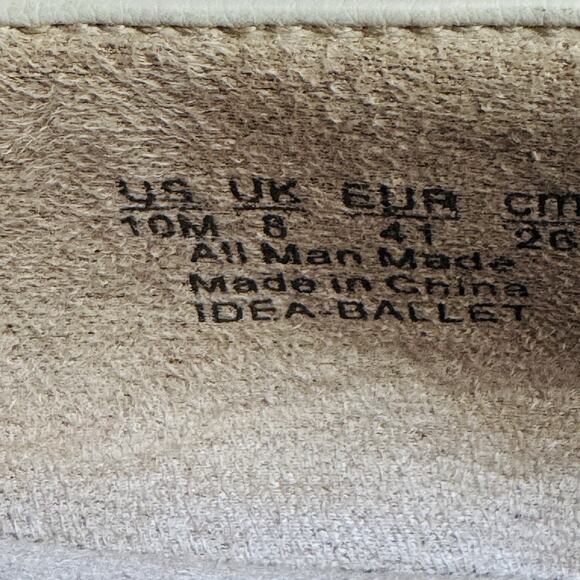 US UK EUR cm
10M 8 41 26
All Man Made
Made in China
IDEA-BALLET